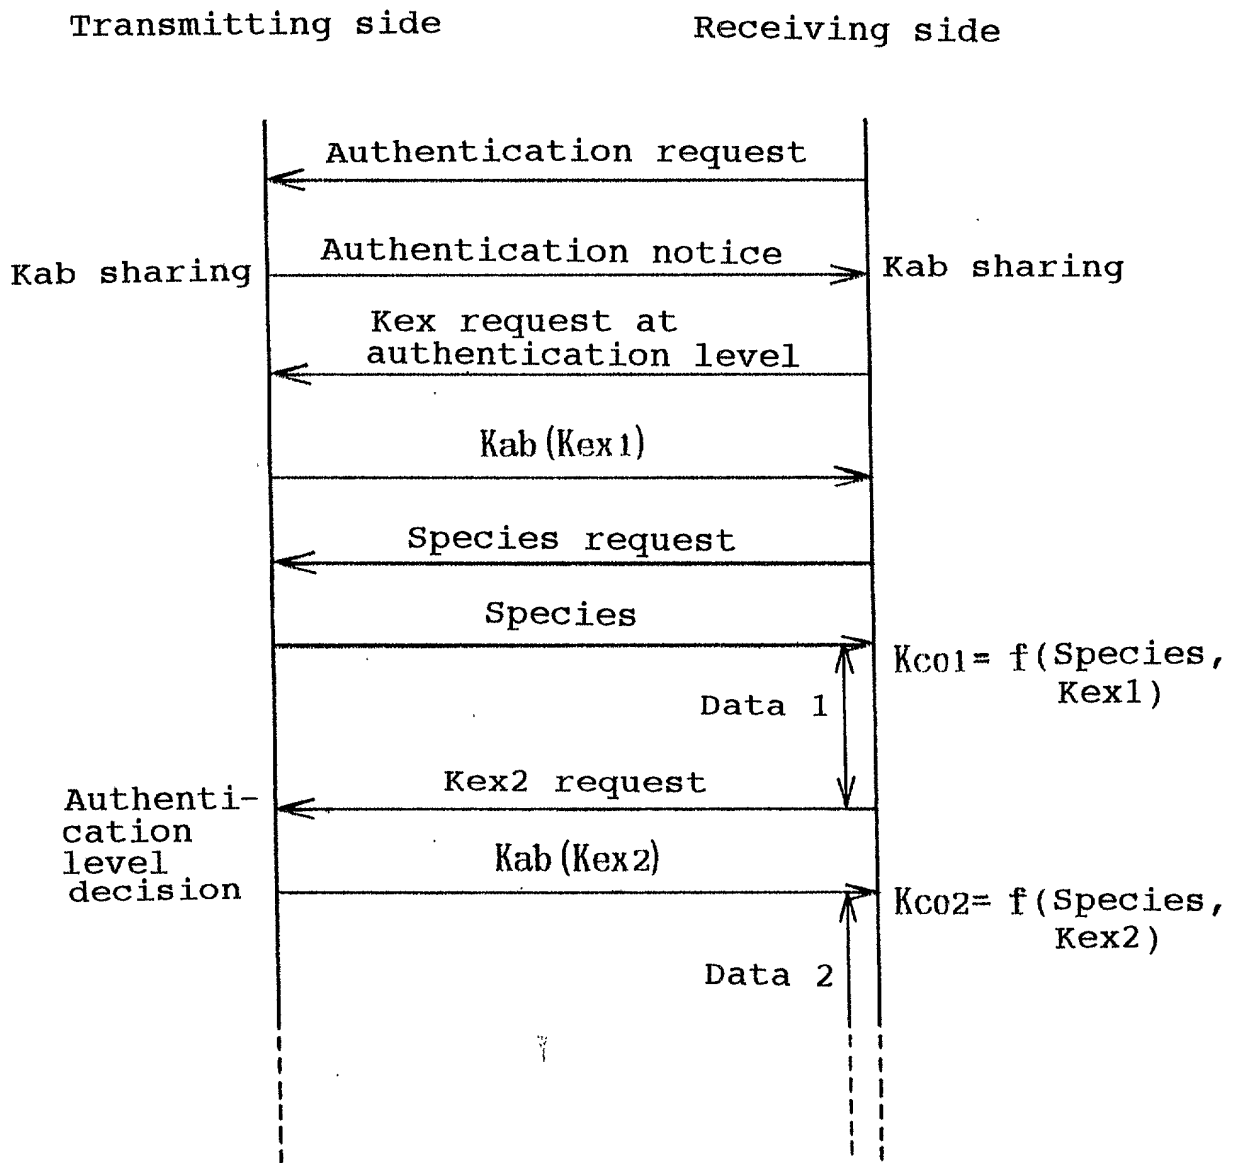 Transmitting side
Receiving side
Authentication request
Authentication notice
Kab sharing
Kab sharing
Kex request at
authentication level
Kab(Kex1)
Species request
Species
Kco1= f(Species,
Kex1)
Data 1
Kex2 request
Authenti-
cation
level
decision
Kab(Kex2)
Kco2= f(Species,
Kex2)
Data 2